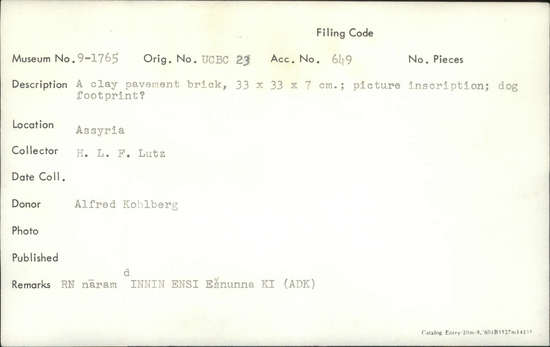 Filing Code
Museum No. 9-1765 Orig. No. UCBC 23 Acc. No. 649 No. Pieces
Description A clay pavement brick, 33 x 33 x 7 cm.; picture inscription; dog
footprint?
Location Assyria
Collector H. L. F. Lutz
Date Coll.
Donor Alfred Kohlberg
Photo
Published
d
Remarks RN nāram INNIN ENSI Ešnunna KI (ADK)
Catalog Entry